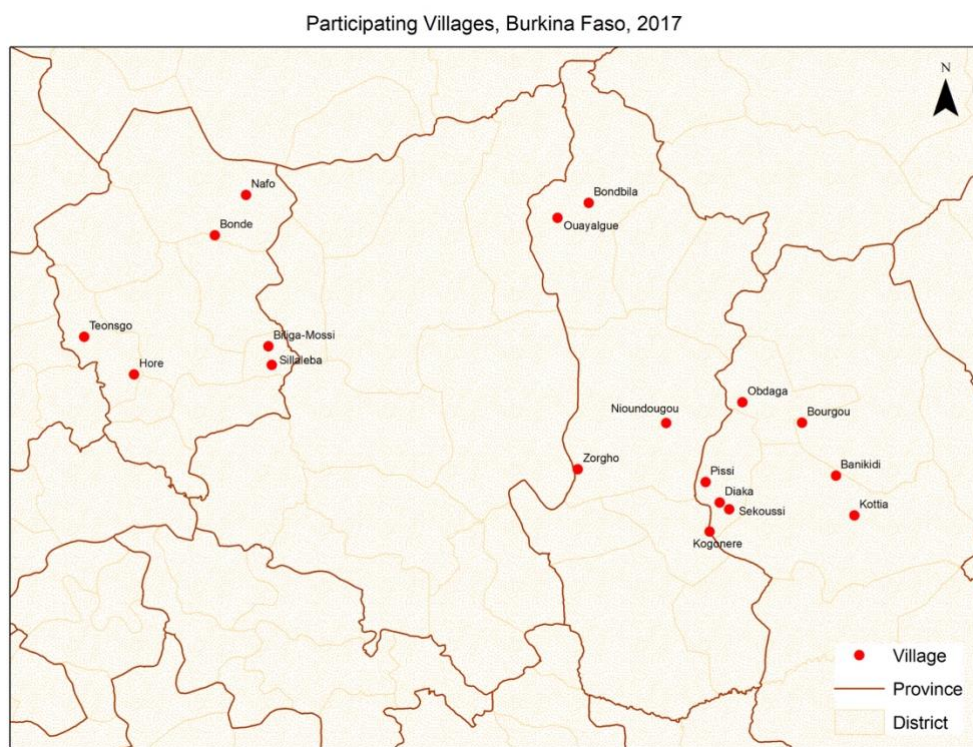 Participating Villages, Burkina Faso, 2017
N
Nafo
Bondbila
Bonde
Ouayalgue
Teonsgo
Biliga-Mossi
Hore
Sillaleba
Obdaga
Nioundougou
Bourgou
Zorgho
Pissi
Banikidi
Diaka
Sekoussi
Kottia
Kogonere
Village
Province
District